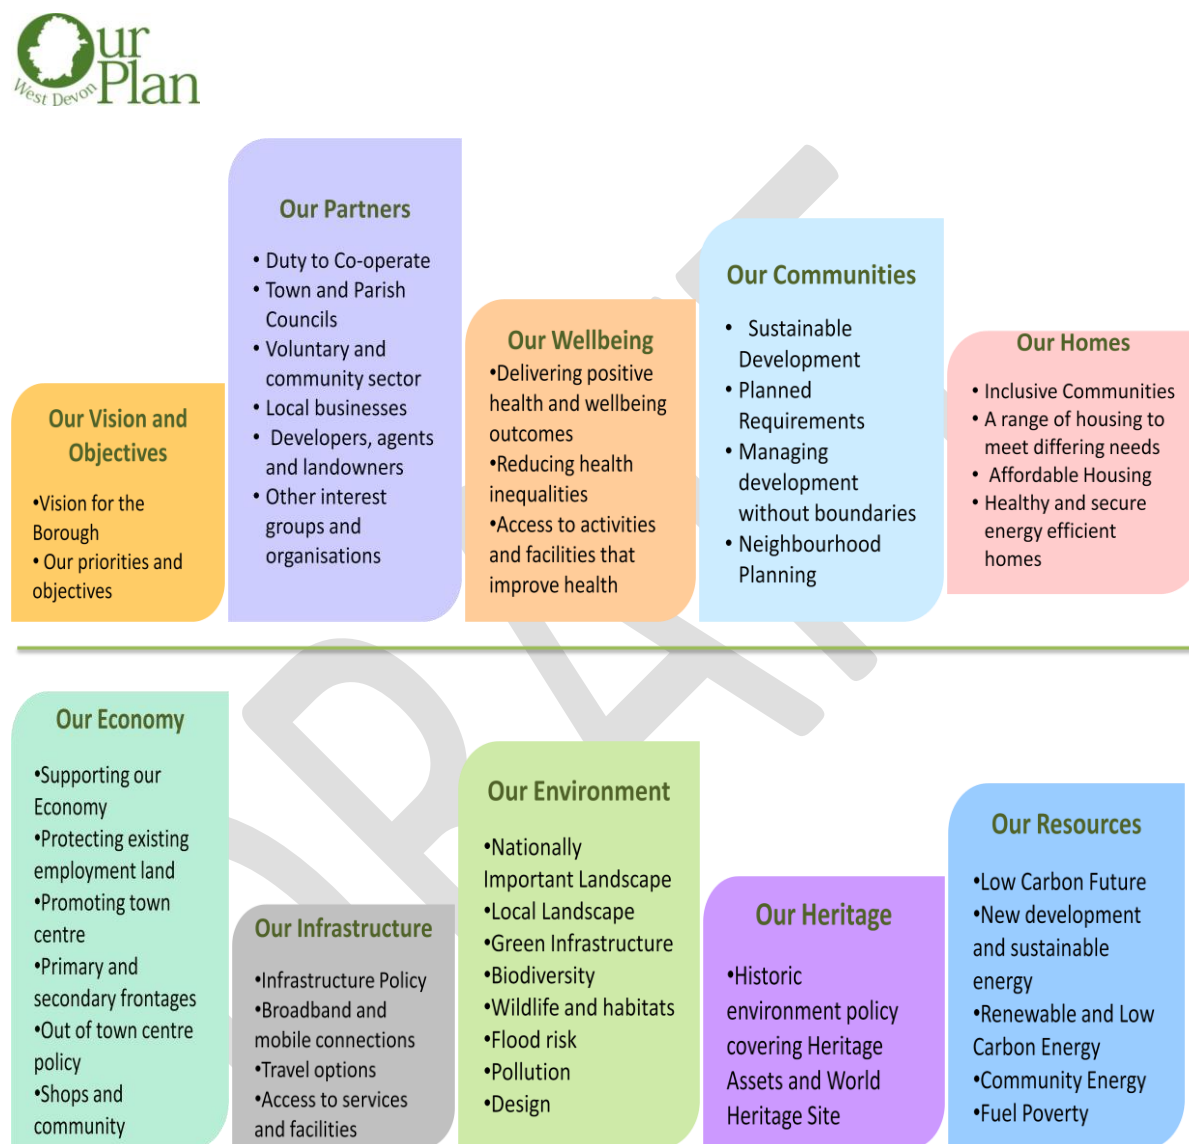 Our
Plan
West Devon
Our Vision and
Objectives
•Vision for the
Borough
• Our priorities and
objectives
Our Partners
• Duty to Co-operate
• Town and Parish
Councils
• Voluntary and
community sector
• Local businesses
• Developers, agents
and landowners
• Other interest
groups and
organisations
Our Wellbeing
•Delivering positive
health and wellbeing
outcomes
•Reducing health
inequalities
•Access to activities
and facilities that
improve health
Our Communities
• Sustainable
Development
• Planned
Requirements
• Managing
development
without boundaries
• Neighbourhood
Planning
Our Homes
• Inclusive Communities
• A range of housing to
meet differing needs
• Affordable Housing
• Healthy and secure
energy efficient
homes
Our Economy
•Supporting our
Economy
•Protecting existing
employment land
•Promoting town
centre
•Primary and
secondary frontages
•Out of town centre
policy
•Shops and
community
Our Infrastructure
•Infrastructure Policy
•Broadband and
mobile connections
•Travel options
•Access to services
and facilities
Our Environment
•Nationally
Important Landscape
•Local Landscape
•Green Infrastructure
•Biodiversity
•Wildlife and habitats
•Flood risk
•Pollution
•Design
Our Heritage
•Historic
environment policy
covering Heritage
Assets and World
Heritage Site
Our Resources
•Low Carbon Future
•New development
and sustainable
energy
•Renewable and Low
Carbon Energy
•Community Energy
•Fuel Poverty
DRAFT